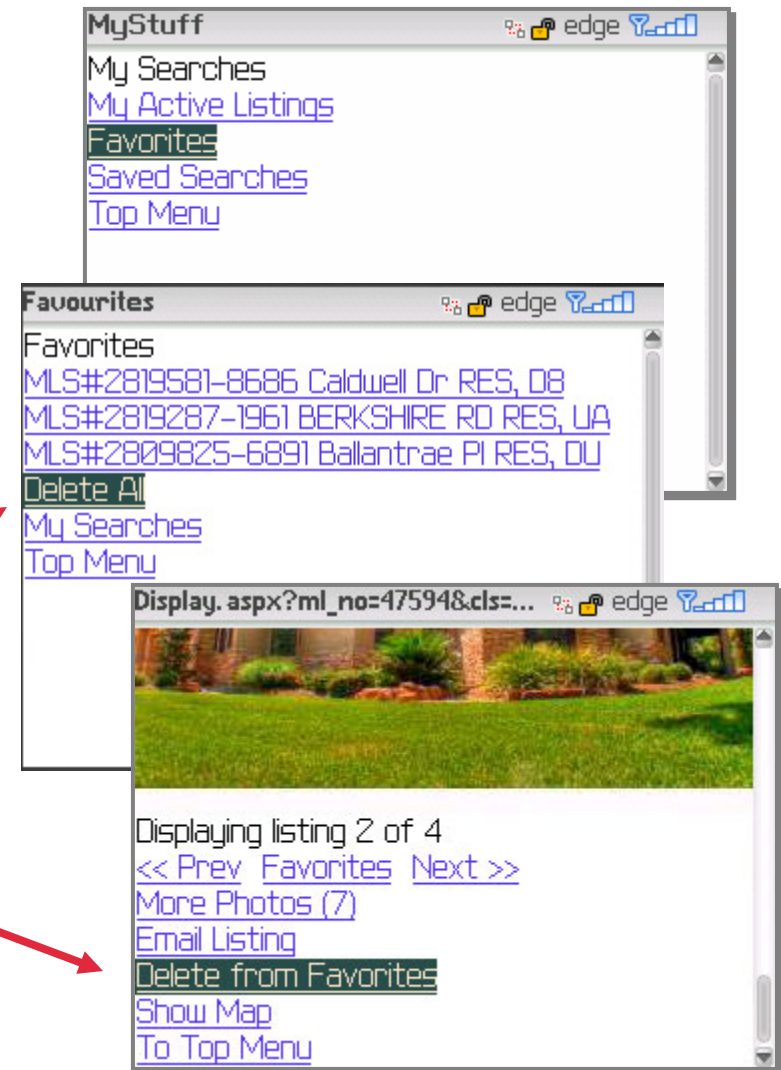 MyStuff edge
My Searches
My Active Listings
Favorites
Saved Searches
Top Menu
Favourites edge
Favorites
MLS#2819581-8686 Caldwell Dr RES, D8
MLS#2819287-1961 BERKSHIRE RD RES, UA
MLS#2809825-6891 Ballantrae Pl RES, DU
Delete All
My Searches
Top Menu
Display. aspx?ml_no=47594&cls=... edge
Displaying listing 2 of 4
<< Prev Favorites Next >>
More Photos (7)
Email Listing
Delete from Favorites
Show Map
To Top Menu